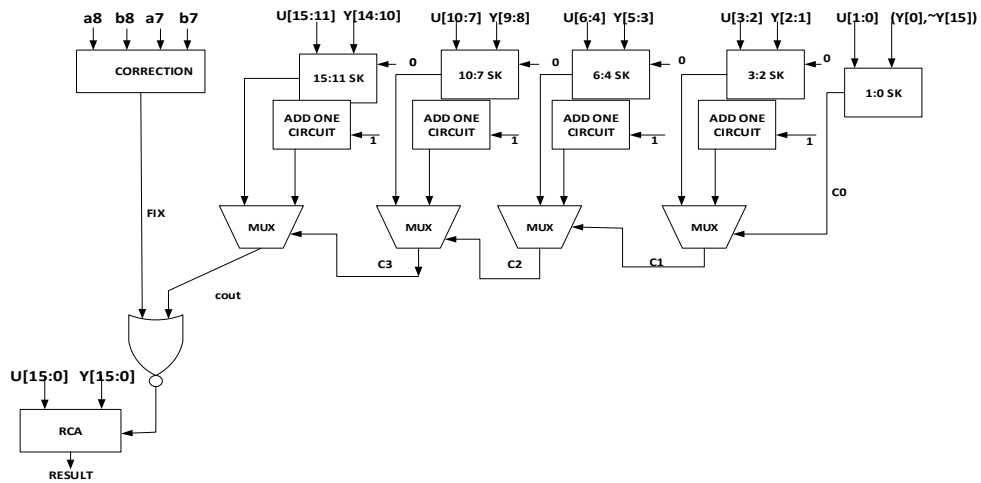 a8 b8 a7 b7
U[15:11] Y[14:10]
U[10:7] Y[9:8]
U[6:4] Y[5:3]
U[3:2] Y[2:1]
U[1:0] (Y[0],~Y[15])
CORRECTION
15:11 SK
0
10:7 SK
0
6:4 SK
0
3:2 SK
0
1:0 SK
ADD ONE
CIRCUIT
1
ADD ONE
CIRCUIT
1
ADD ONE
CIRCUIT
1
ADD ONE
CIRCUIT
1
C0
FIX
MUX
MUX
MUX
MUX
C3
C2
C1
cout
U[15:0] Y[15:0]
RCA
RESULT